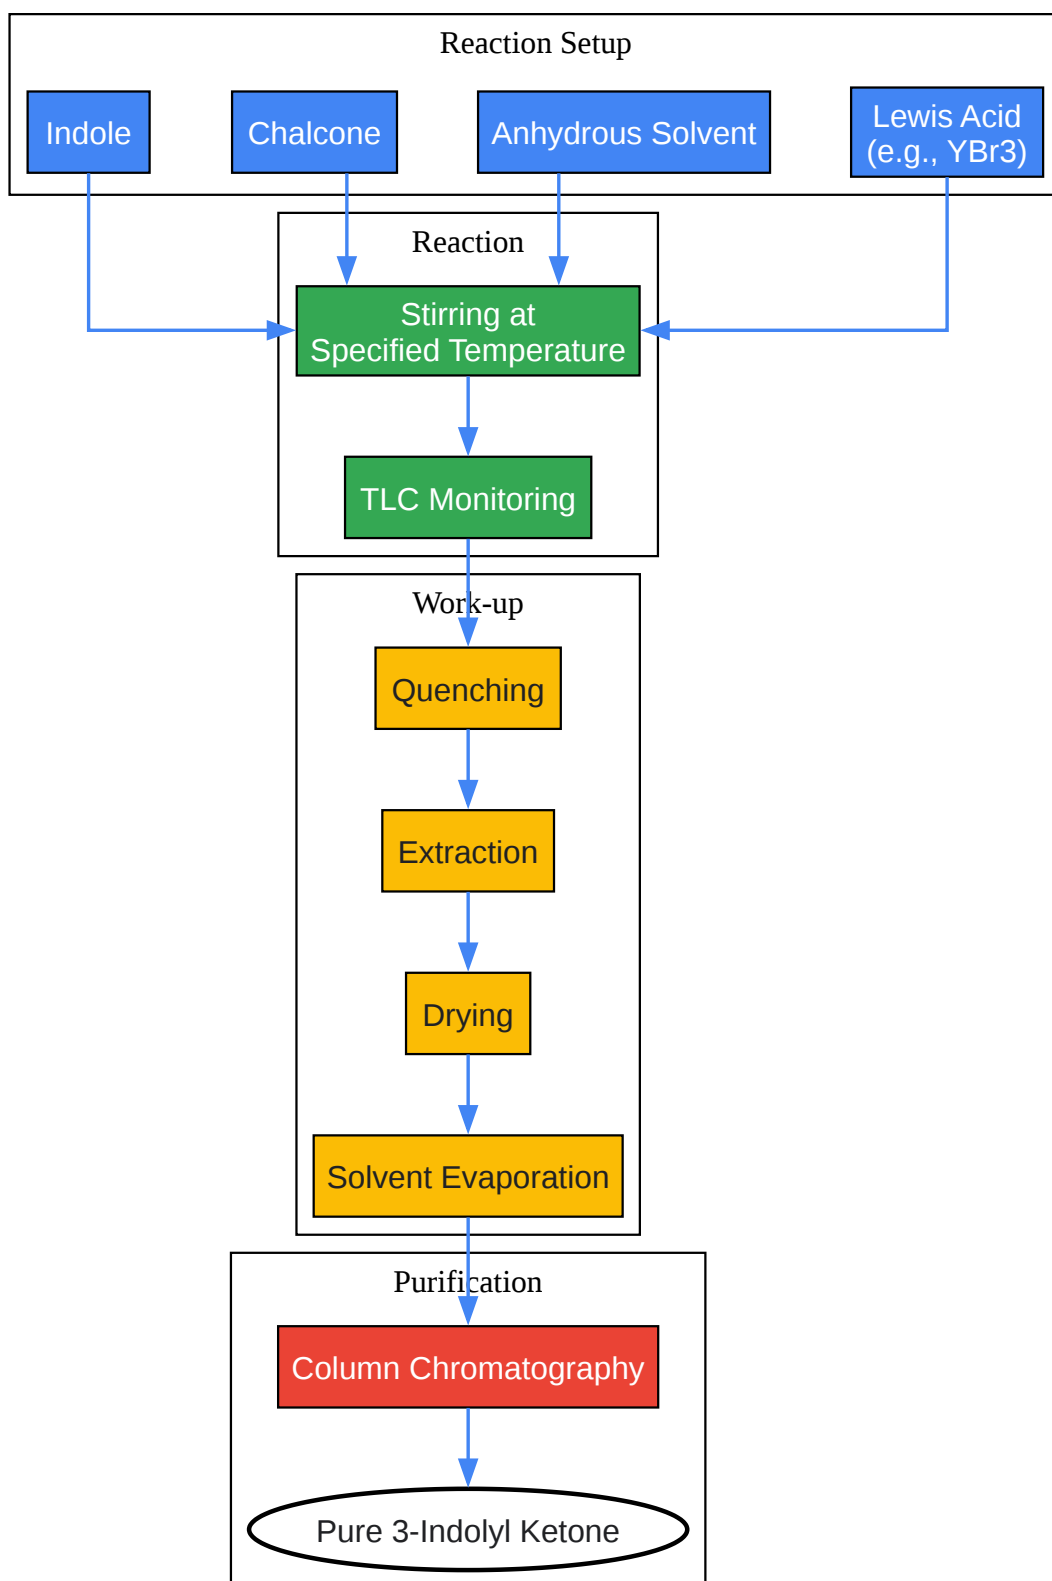 Reaction Setup
Indole
Chalcone
Anhydrous Solvent
Lewis Acid
(e.g., YBr3)
Reaction
Stirring at
Specified Temperature
TLC Monitoring
Work-up
Quenching
Extraction
Drying
Solvent Evaporation
Purification
Column Chromatography
Pure 3-Indolyl Ketone